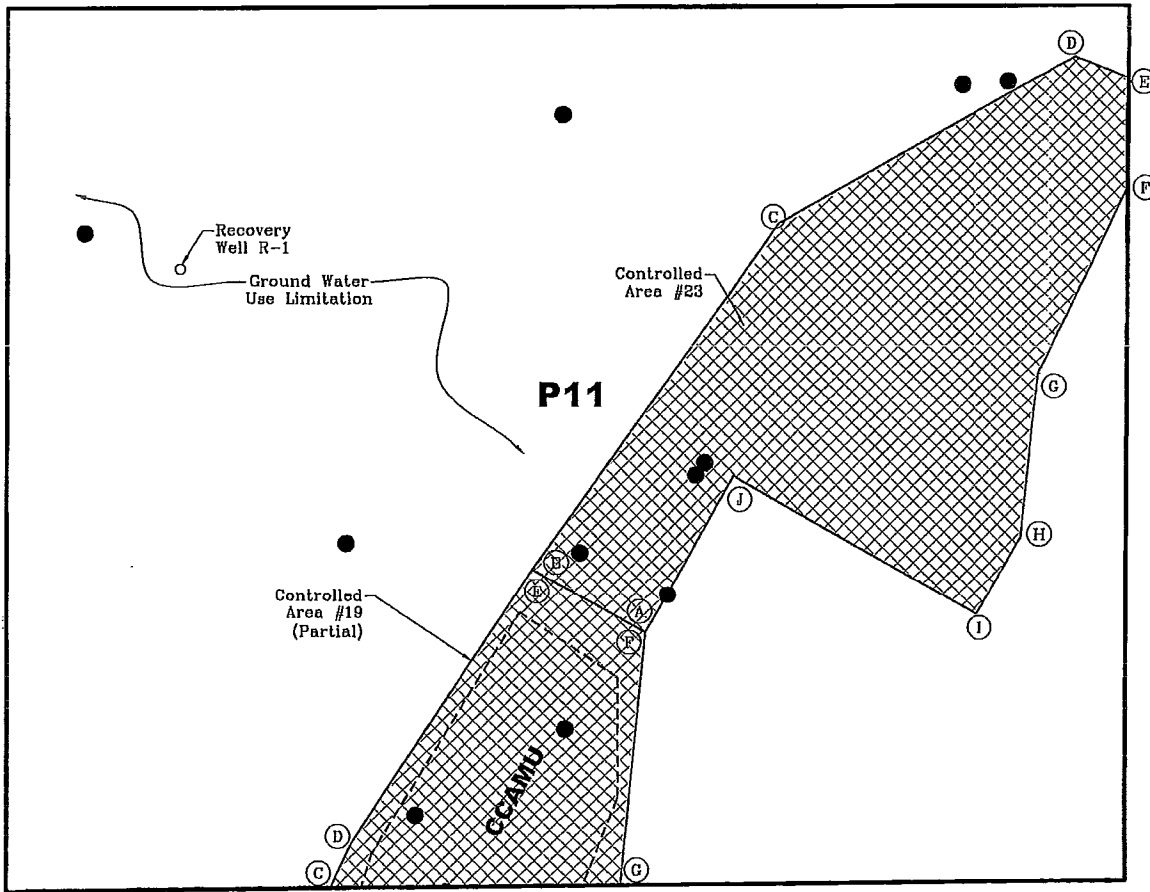 D
E
F
C
Recovery
Well R-1
Ground Water
Use Limitation
Controlled
Area #23
P11
G
J
H
B
E
A
F
I
Controlled
Area #19
(Partial)
CCAMU
D
C
G